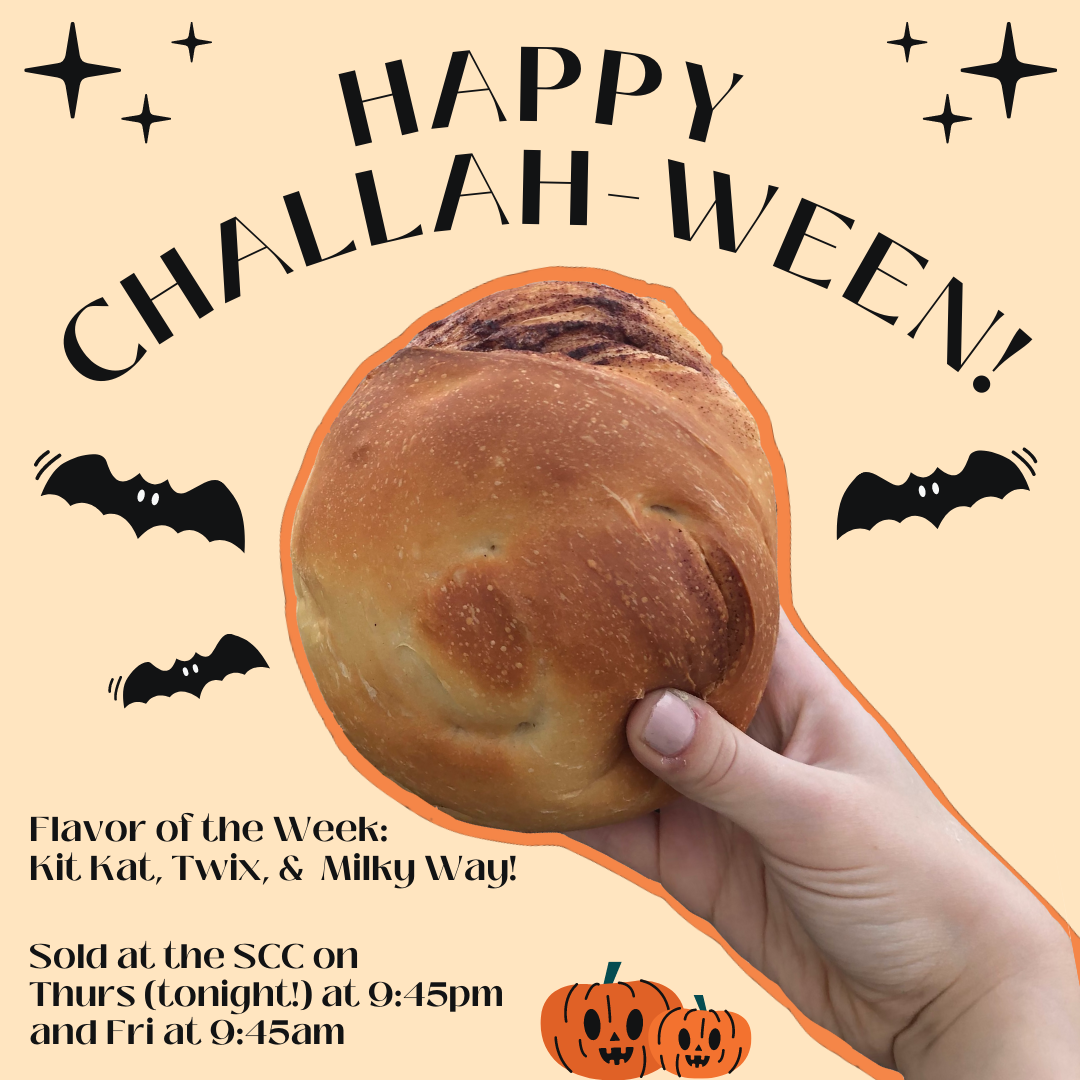 HAPPY
CHALLAH-WEEN!
Flavor of the Week:
Kit Kat, Twix, & Milky Way!
Sold at the SCC on
Thurs (tonight!) at 9:45pm
and Fri at 9:45am